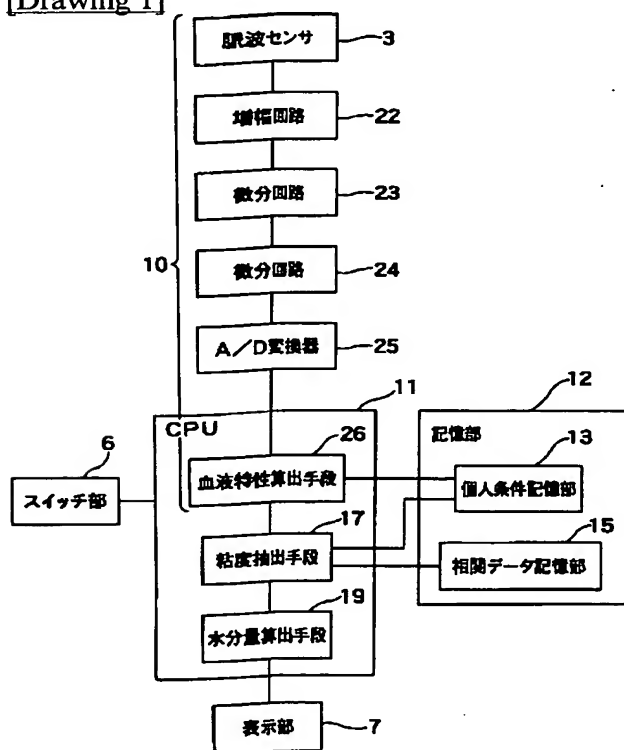 [Drawing 1]
脈波センサ 3
増幅回路 22
微分回路 23
微分回路 24
10
A/D変換器 25
11
12
CPU
記憶部
6
26
13
スイッチ部
血液特性算出手段
個人条件記憶部
17
15
粘度抽出手段
相関データ記憶部
19
水分量算出手段
表示部 7